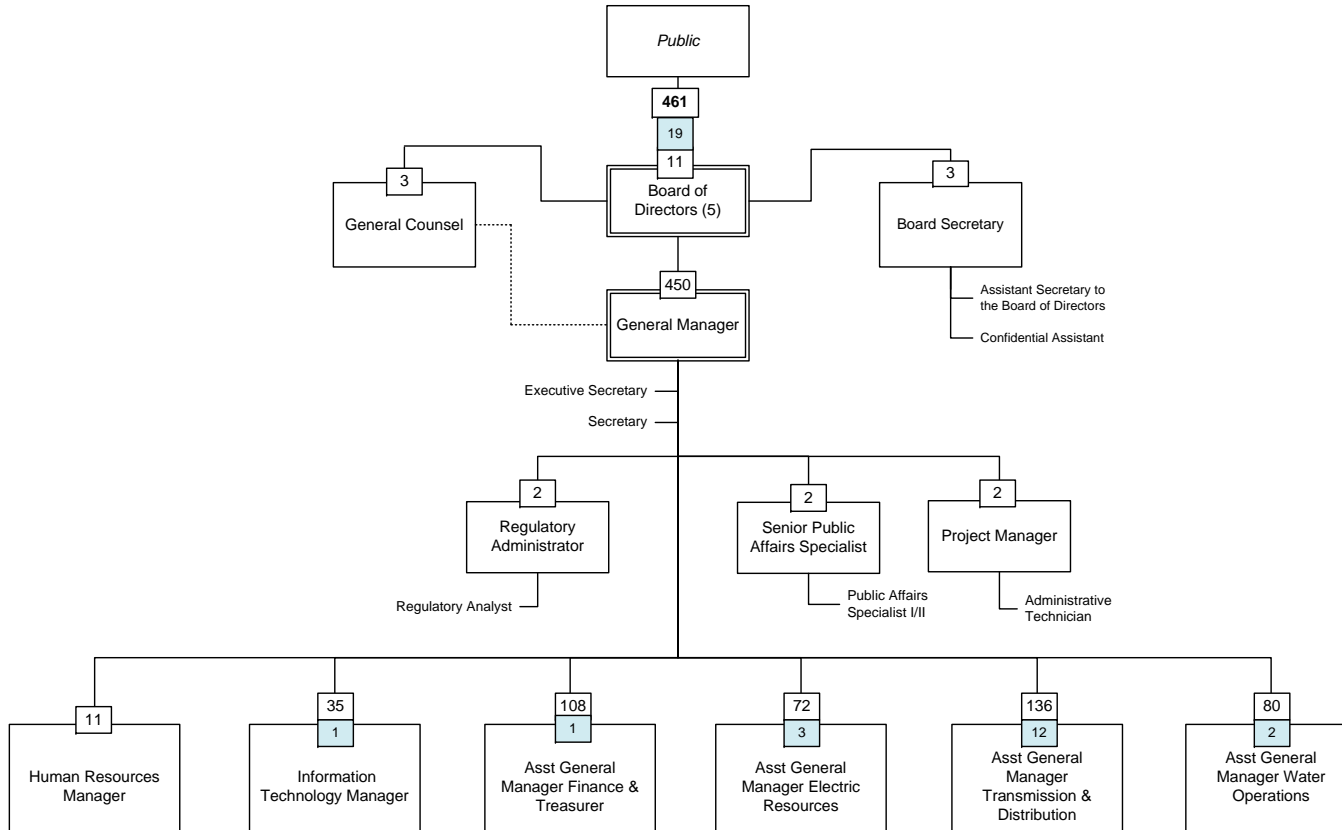 Public
461
19
11
Board of
Directors (5)
3
General Counsel
3
Board Secretary
Assistant Secretary to
the Board of Directors
Confidential Assistant
450
General Manager
Executive Secretary
Secretary
2
Regulatory
Administrator
Regulatory Analyst
2
Senior Public
Affairs Specialist
Public Affairs
Specialist I/II
2
Project Manager
Administrative
Technician
11
Human Resources
Manager
35
1
Information
Technology Manager
108
1
Asst General
Manager Finance &
Treasurer
72
3
Asst General
Manager Electric
Resources
136
12
Asst General
Manager
Transmission &
Distribution
80
2
Asst General
Manager Water
Operations